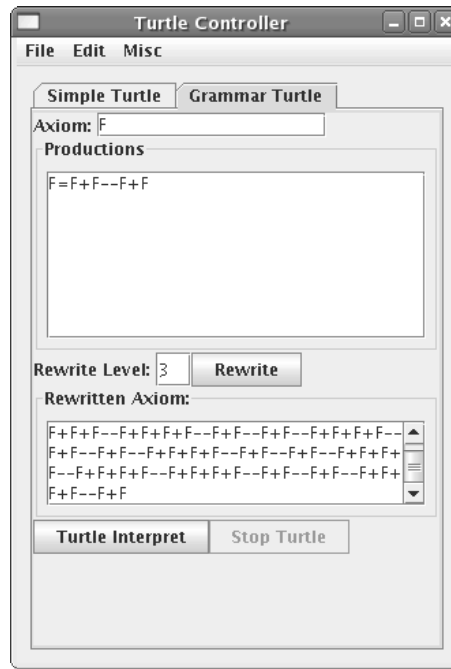 Turtle Controller
File Edit Misc
Simple Turtle Grammar Turtle
Axiom: F
Productions
F=F+F--F+F
Rewrite Level: 3 Rewrite
Rewritten Axiom:
F+F+F--F+F+F+F--F+F--F+F--F+F+F+F--
F+F--F+F--F+F+F+F--F+F--F+F--F+F+F+
F--F+F+F+F--F+F+F+F--F+F--F+F--F+F+
F+F--F+F
Turtle Interpret Stop Turtle